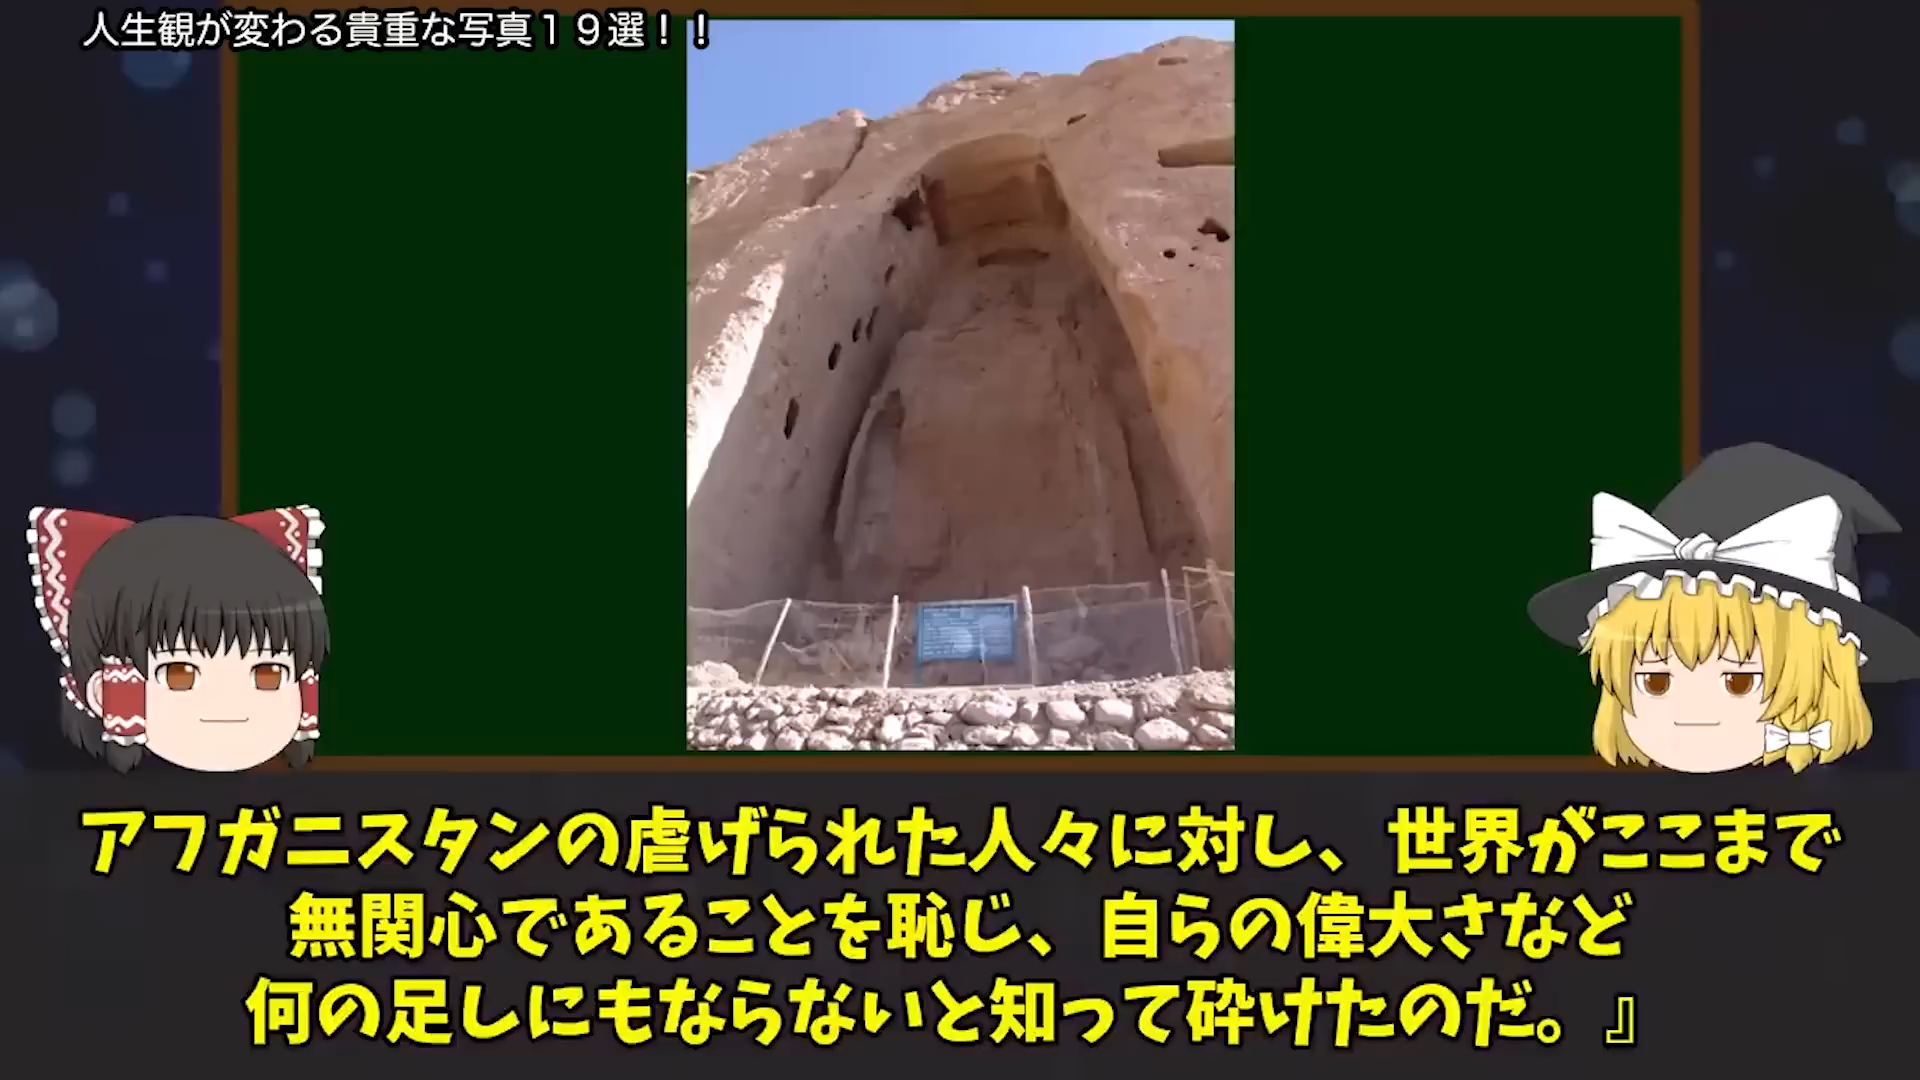 人生観が変わる貴重な写真１９選！！
アフガニスタンの虐げられた人々に対し、世界がここまで
無関心であることを恥じ、自らの偉大さなど
何の足しにもならないと知って砕けたのだ。』